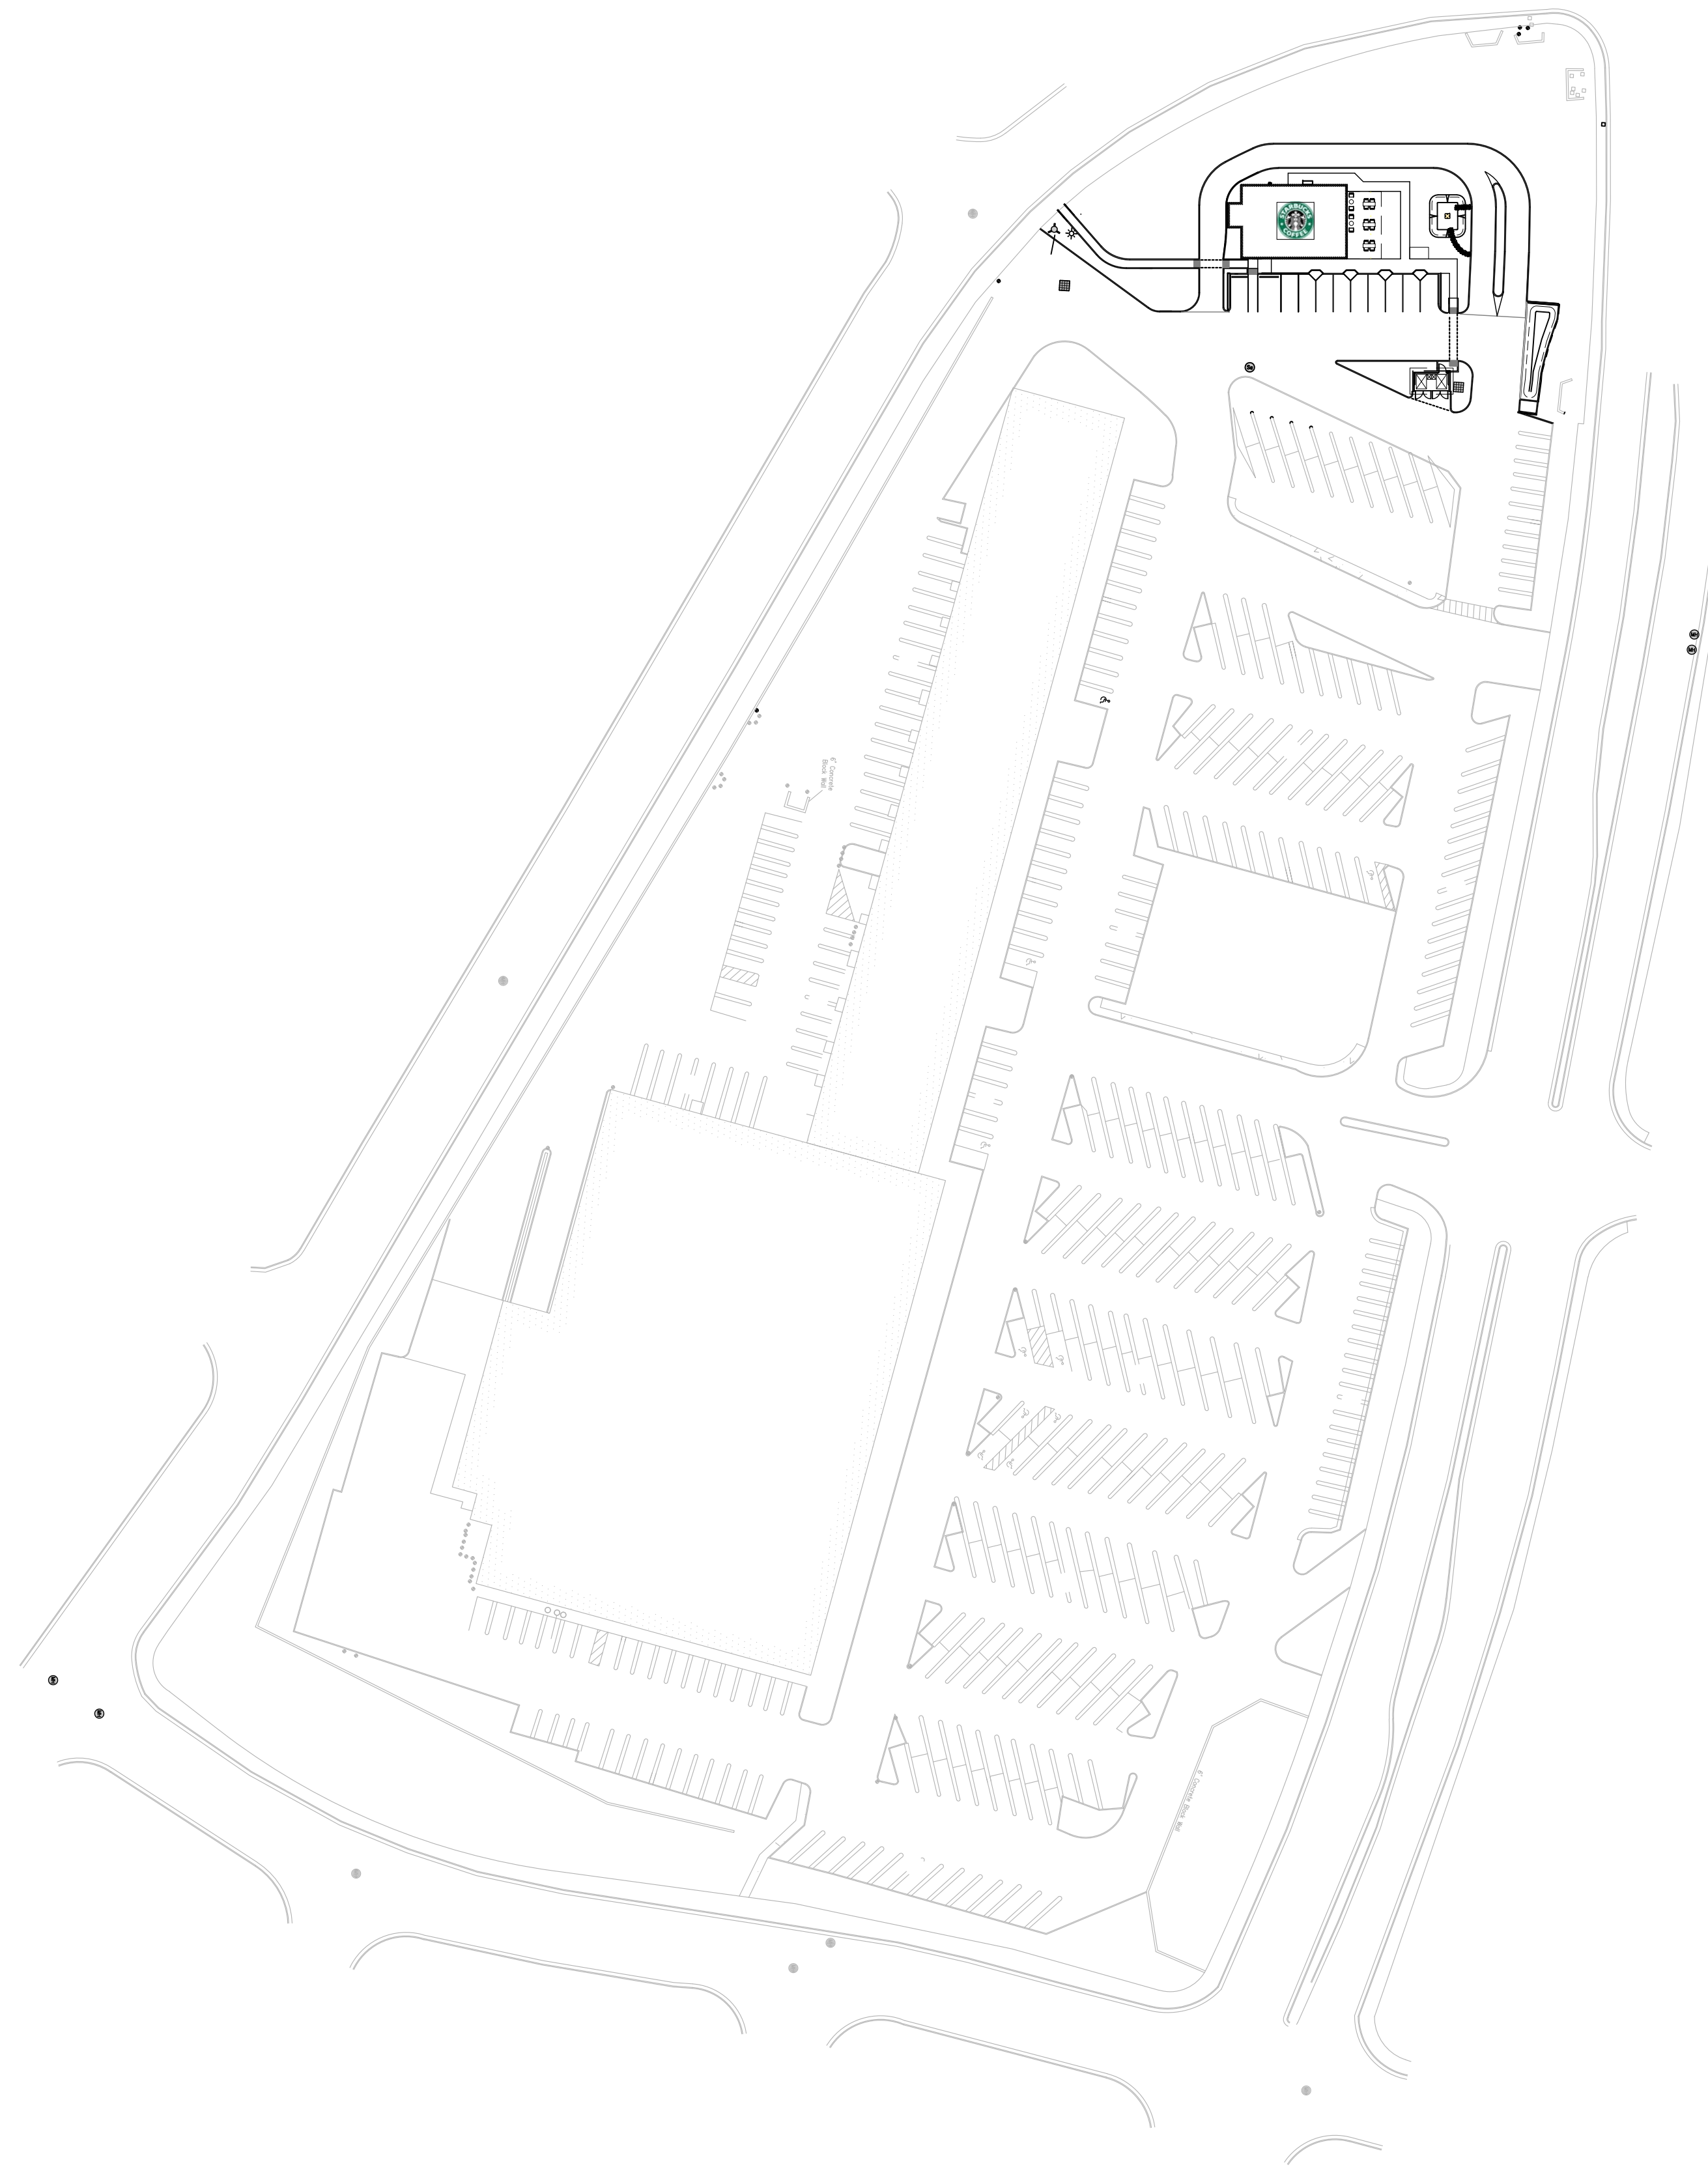 STARBUCKS
COFFEE
6" Concrete
Block Wall
6" Concrete Block Wall